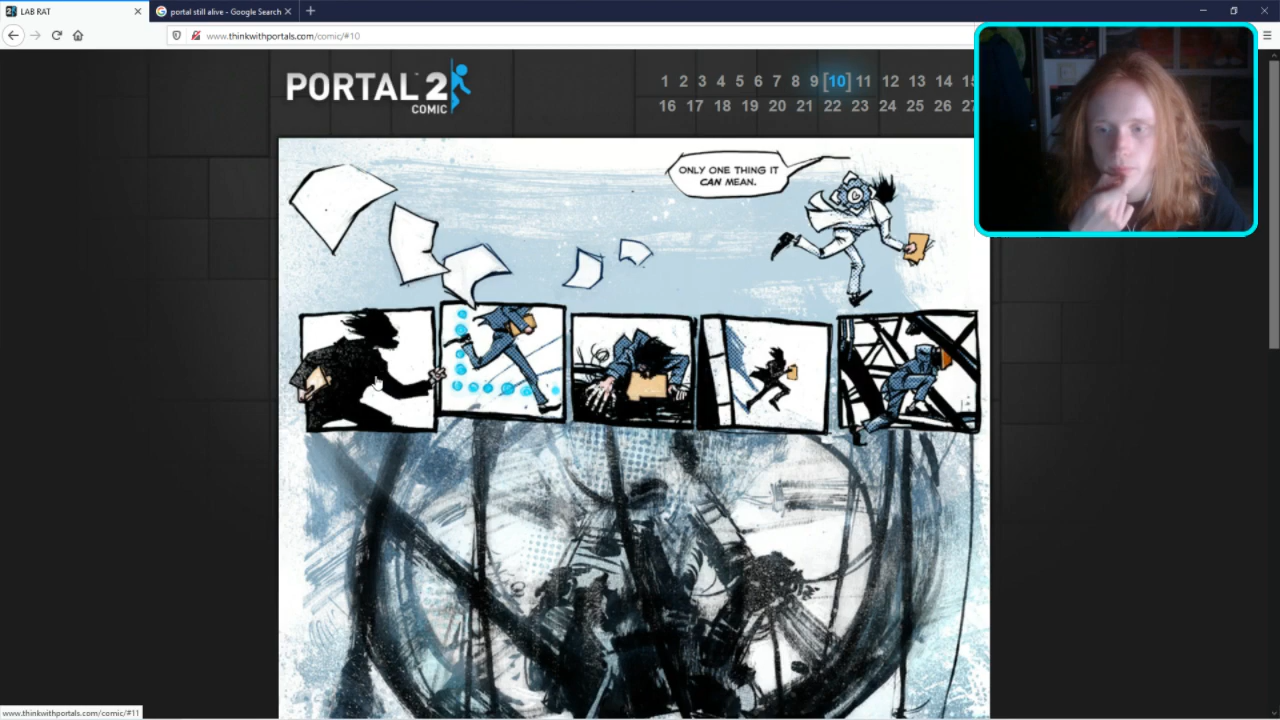 LAB RAT
portal still alive - Google Search
www.thinkwithportals.com/comic/#10
PORTAL 2
COMIC
1 2 3 4 5 6 7 8 9 [10] 11 12 13 14
16 17 18 19 20 21 22 23 24 25 26
ONLY ONE THING IT
CAN MEAN.
www.thinkwithportals.com/comic/#11